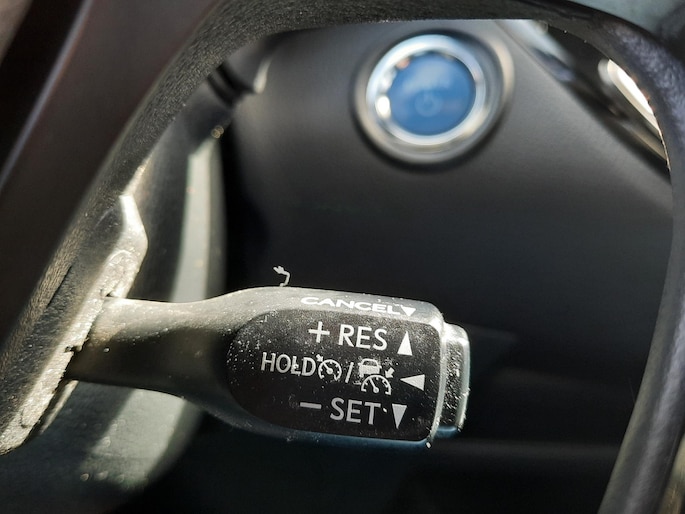 CANCEL
+ RES
HOLD /
- SET